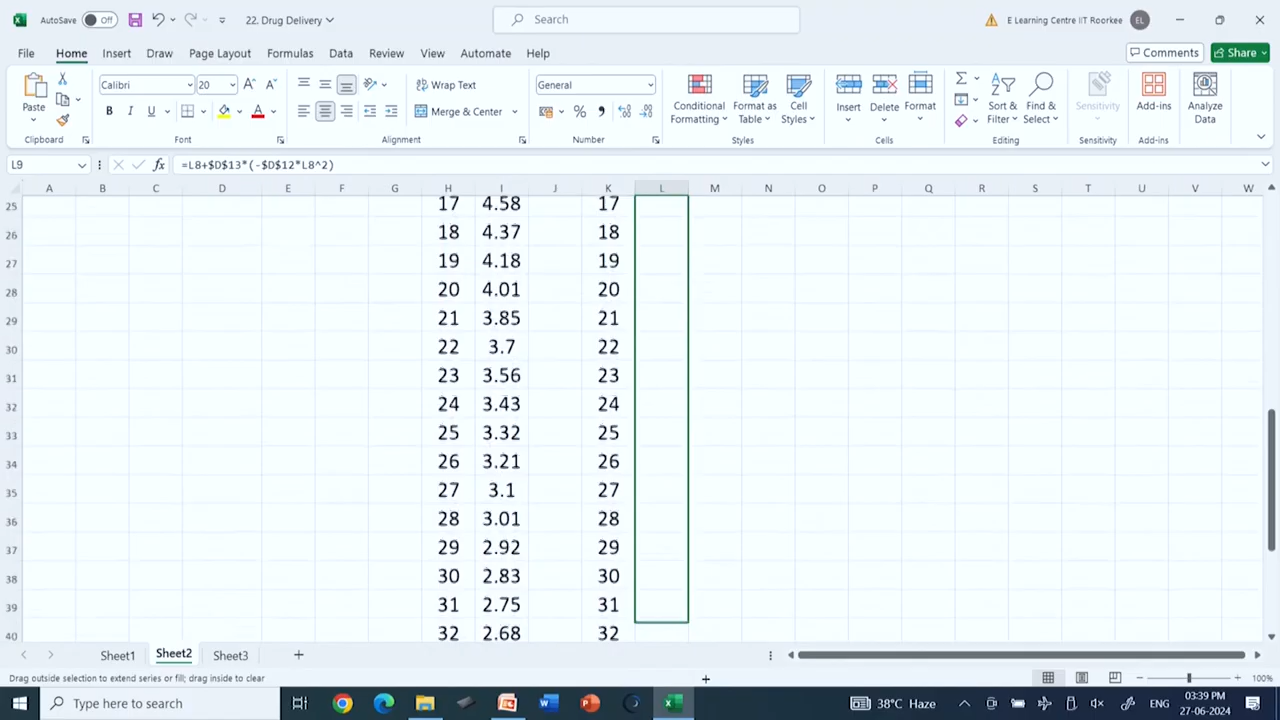 AutoSave Off 22. Drug Delivery Search E Learning Centre IIT Roorkee EL
File Home Insert Draw Page Layout Formulas Data Review View Automate Help Comments Share
Paste Calibri 20 A A Wrap Text General Conditional Formatting Format as Table Cell Styles Insert Delete Format Sort & Filter Find & Select Sensitivity Add-ins Analyze Data
B I U A Merge & Center % ,
Clipboard Font Alignment Number Styles Cells Editing Sensitivity Add-ins
L9 fx =L8+$D$13*(-$D$12*L8^2)
A B C D E F G H I J K L M N O P Q R S T U V W
25 17 4.58 17
26 18 4.37 18
27 19 4.18 19
28 20 4.01 20
29 21 3.85 21
30 22 3.7 22
31 23 3.56 23
32 24 3.43 24
33 25 3.32 25
34 26 3.21 26
35 27 3.1 27
36 28 3.01 28
37 29 2.92 29
38 30 2.83 30
39 31 2.75 31
40 32 2.68 32
Sheet1 Sheet2 Sheet3
Drag outside selection to extend series or fill; drag inside to clear 100%
Type here to search 38°C Haze ENG 03:39 PM
27-06-2024